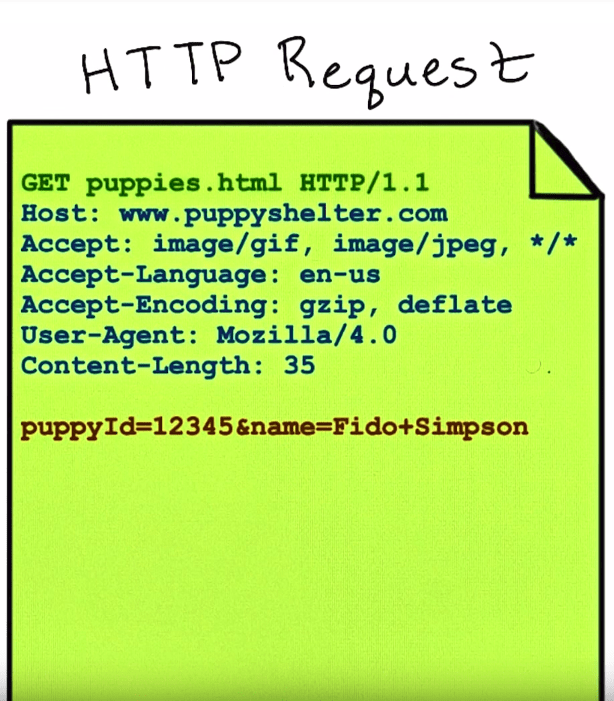 HTTP Request
GET puppies.html HTTP/1.1
Host: www.puppyshelter.com
Accept: image/gif, image/jpeg, */*
Accept-Language: en-us
Accept-Encoding: gzip, deflate
User-Agent: Mozilla/4.0
Content-Length: 35
puppyId=12345&name=Fido+Simpson